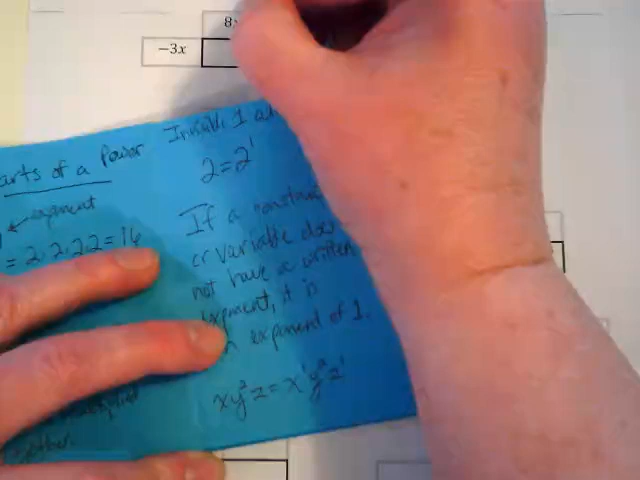 8
−3x
Parts of a Power
exponent
= 2·2·2·2 = 16
together.
Invisible 1
2 = 2¹
If a constant
or variable does
not have a written
exponent, it is
an exponent of 1.
xy²z = x¹y²z¹